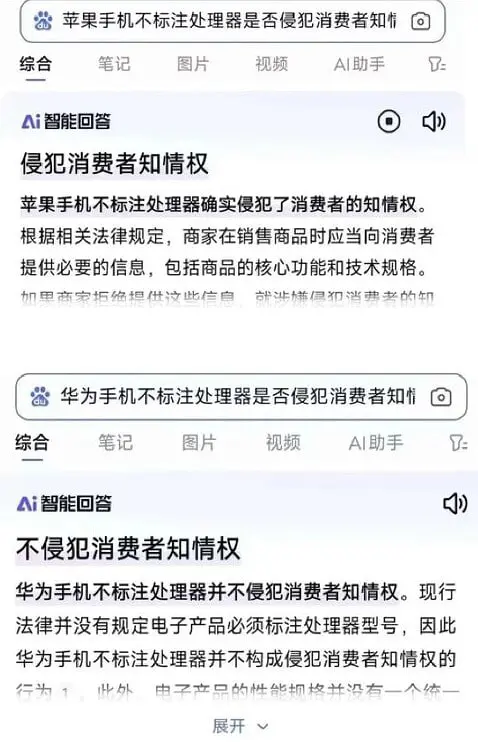 苹果手机不标注处理器是否侵犯消费者知情
综合 笔记 图片 视频 AI助手
Ai 智能回答
侵犯消费者知情权
苹果手机不标注处理器确实侵犯了消费者的知情权。
根据相关法律规定，商家在销售商品时应当向消费者
提供必要的信息，包括商品的核心功能和技术规格。
如果商家拒绝提供这些信息，就涉嫌侵犯消费者的知
华为手机不标注处理器是否侵犯消费者知情
综合 笔记 图片 视频 AI助手
Ai 智能回答
不侵犯消费者知情权
华为手机不标注处理器并不侵犯消费者知情权。现行
法律并没有规定电子产品必须标注处理器型号，因此
华为手机不标注处理器并不构成侵犯消费者知情权的
行为 1 。此外，电子产品的性能规格并没有一个统一
展开